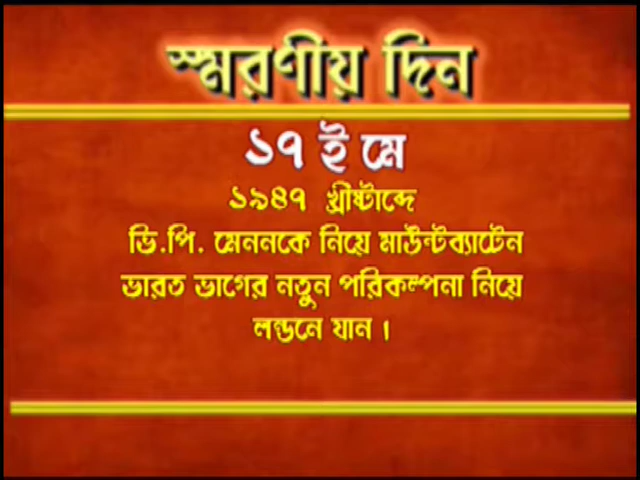 স্মরণীয় দিন
১৭ ই মে
১৯৪৭ খ্রীষ্টাব্দে
ভি.পি. মেননকে নিয়ে মাউন্টব্যাটেন
ভারত ভাগের নতুন পরিকল্পনা নিয়ে
লন্ডনে যান।